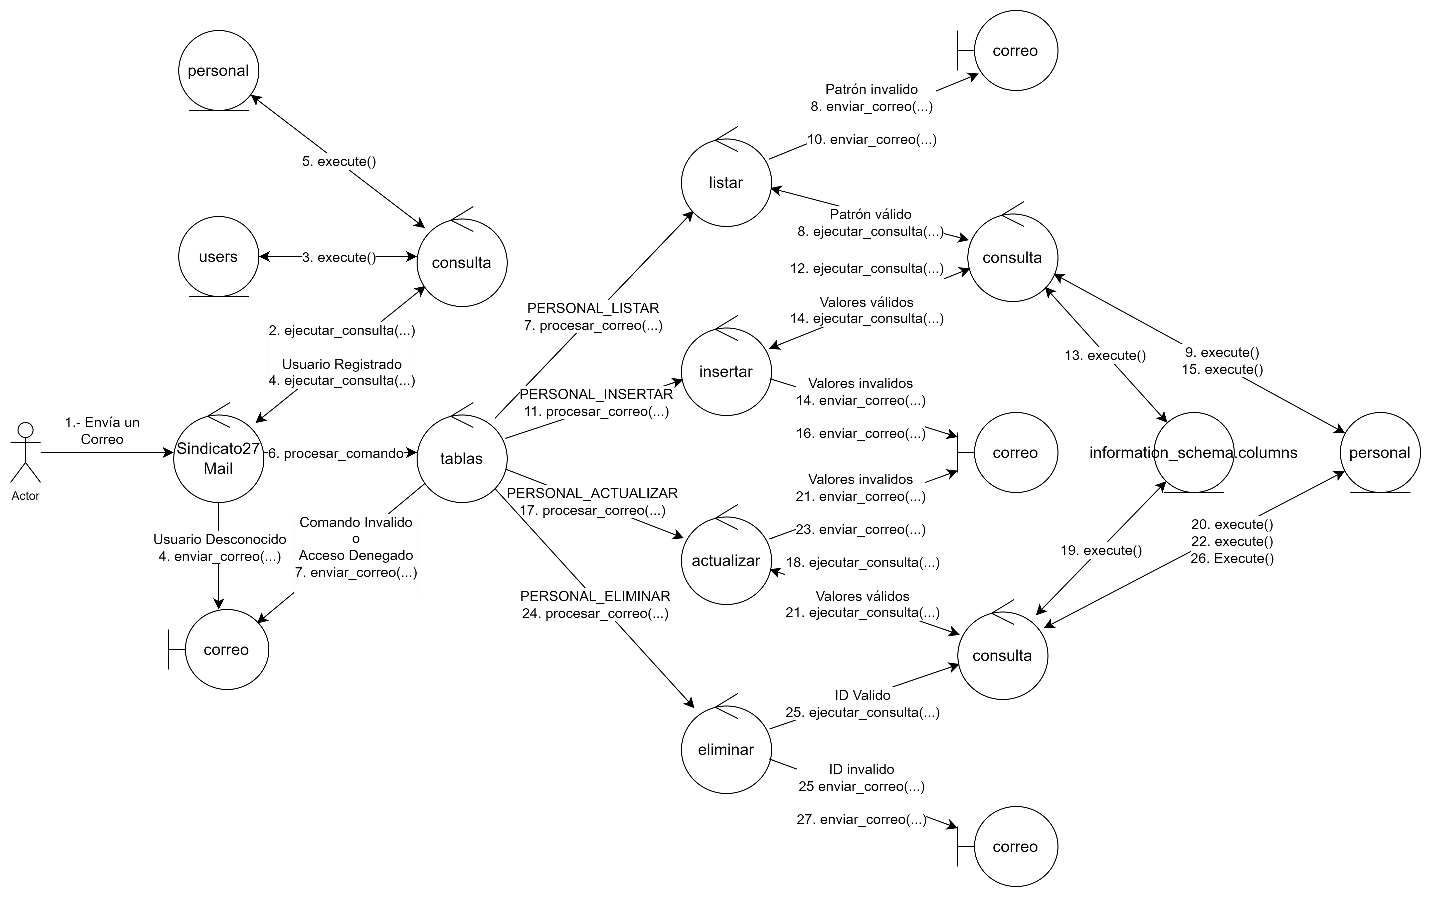 correo
personal
Patrón invalido
8. enviar_correo(...)
10. enviar_correo(...)
5. execute()
listar
Patrón válido
8. ejecutar_consulta(...)
users
3. execute()
consulta
consulta
12. ejecutar_consulta(...)
PERSONAL_LISTAR
7. procesar_correo(...)
Valores válidos
14. ejecutar_consulta(...)
2. ejecutar_consulta(...)
13. execute()
9. execute()
15. execute()
Usuario Registrado
4. ejecutar_consulta(...)
insertar
PERSONAL_INSERTAR
11. procesar_correo(...)
Valores invalidos
14. enviar_correo(...)
1.- Envía un
Correo
16. enviar_correo(...)
Sindicato27
Mail
6. procesar_comando
tablas
correo
information_schema.columns
personal
Actor
PERSONAL_ACTUALIZAR
17. procesar_correo(...)
Valores invalidos
21. enviar_correo(...)
Comando Invalido
o
Acceso Denegado
7. enviar_correo(...)
Usuario Desconocido
4. enviar_correo(...)
23. enviar_correo(...)
20. execute()
22. execute()
26. Execute()
19. execute()
actualizar
18. ejecutar_consulta(...)
PERSONAL_ELIMINAR
24. procesar_correo(...)
Valores válidos
21. ejecutar_consulta(...)
correo
consulta
ID Valido
25. ejecutar_consulta(...)
eliminar
ID invalido
25 enviar_correo(...)
27. enviar_correo(...)
correo